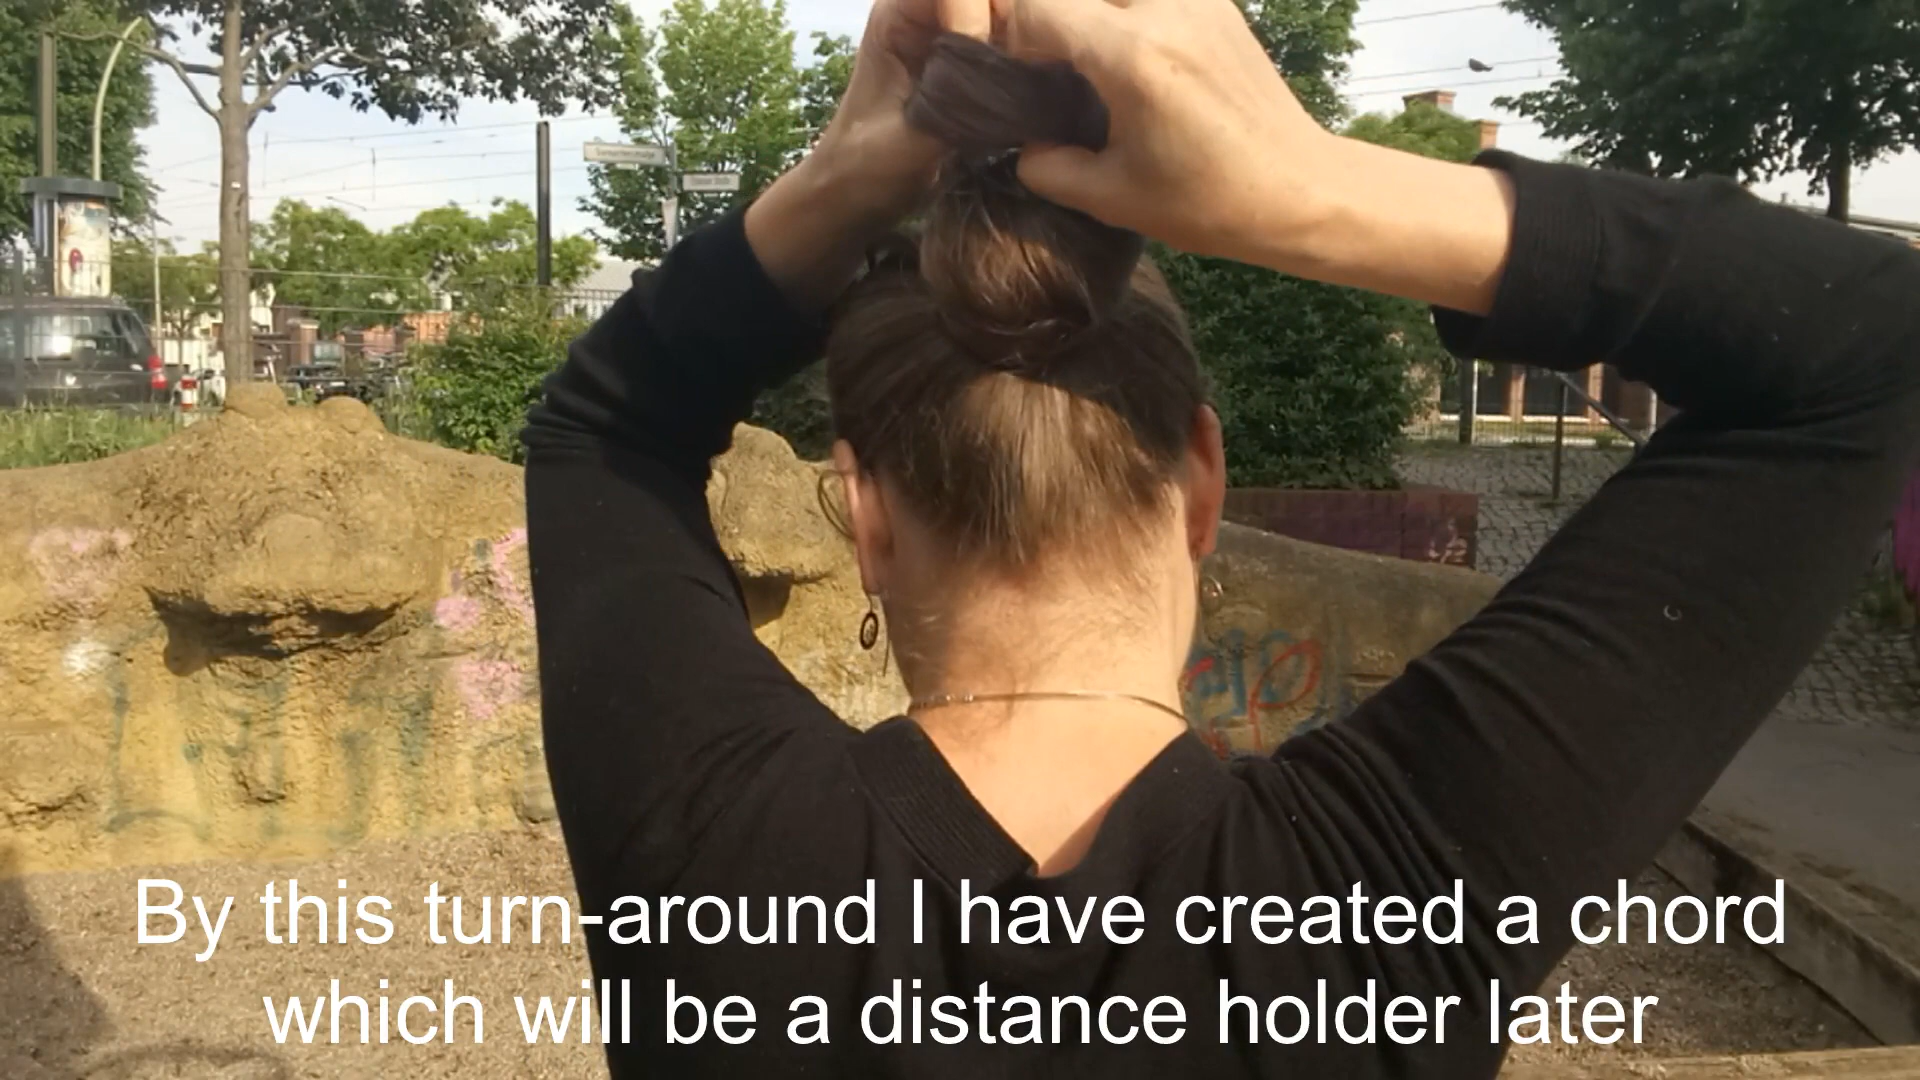 By this turn-around I have created a chord
which will be a distance holder later